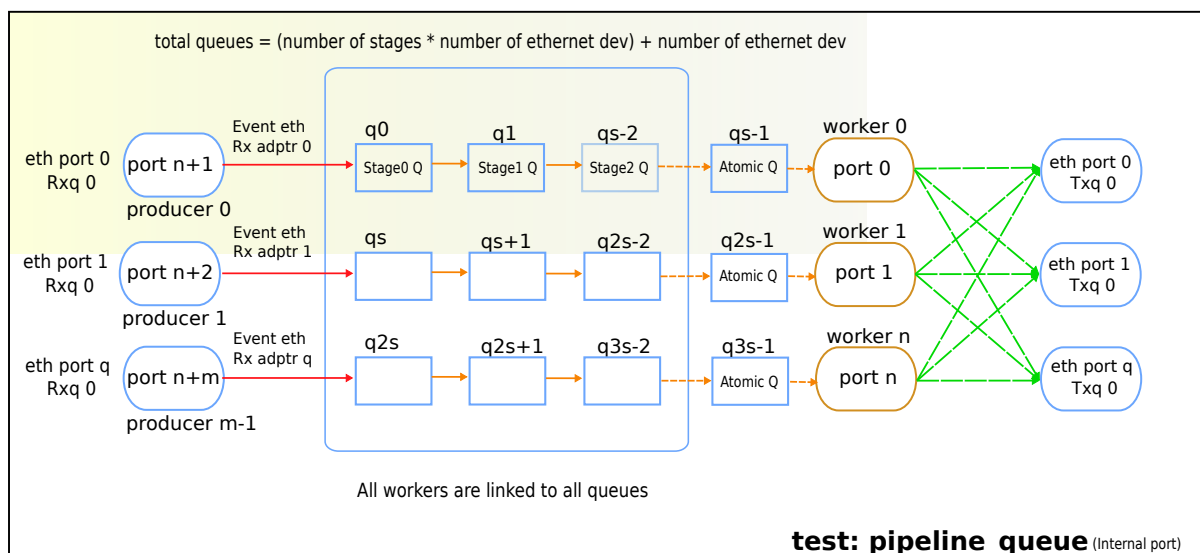 total queues = (number of stages * number of ethernet dev) + number of ethernet dev
eth port 0
Rxq 0
port n+1
producer 0
Event eth
Rx adptr 0
q0
Stage0 Q
q1
Stage1 Q
qs-2
Stage2 Q
qs-1
Atomic Q
worker 0
port 0
eth port 0
Txq 0
eth port 1
Rxq 0
port n+2
producer 1
Event eth
Rx adptr 1
qs
qs+1
q2s-2
q2s-1
Atomic Q
worker 1
port 1
eth port 1
Txq 0
eth port q
Rxq 0
port n+m
producer m-1
Event eth
Rx adptr q
q2s
q2s+1
q3s-2
q3s-1
Atomic Q
worker n
port n
eth port q
Txq 0
All workers are linked to all queues
test: pipeline_queue (Internal port)